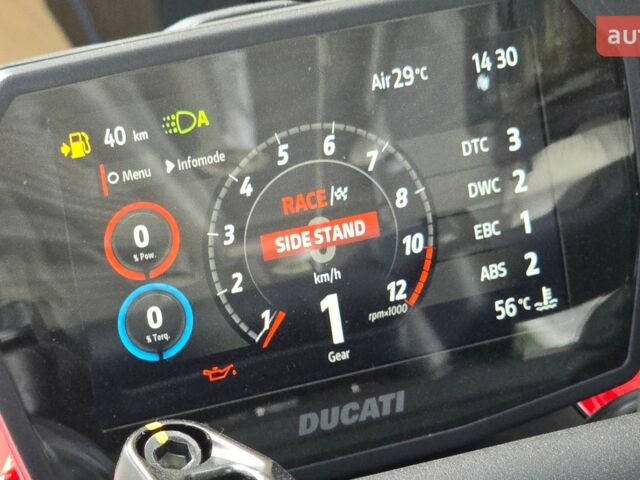 auto
Air 29°C
14 30
40 km
A
Menu
Infomode
0
% Pow.
0
% Torq.
1
2
3
4
5
6
7
8
10
12
rpm×1000
RACE/
SIDE STAND
km/h
1
Gear
DTC 3
DWC 2
EBC 1
ABS 2
56 °C
DUCATI